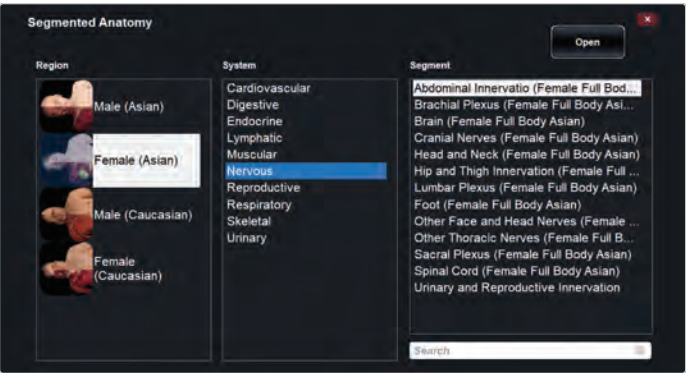 Segmented Anatomy
Open
Region
Male (Asian)
Female (Asian)
Male (Caucasian)
Female
(Caucasian)
System
Cardiovascular
Digestive
Endocrine
Lymphatic
Muscular
Nervous
Reproductive
Respiratory
Skeletal
Urinary
Segment
Abdominal Innervatio (Female Full Bod...
Brachial Plexus (Female Full Body Asi...
Brain (Female Full Body Asian)
Cranial Nerves (Female Full Body Asian)
Head and Neck (Female Full Body Asian)
Hip and Thigh Innervation (Female Full ...
Lumbar Plexus (Female Full Body Asian)
Foot (Female Full Body Asian)
Other Face and Head Nerves (Female ...
Other Thoracic Nerves (Female Full B...
Sacral Plexus (Female Full Body Asian)
Spinal Cord (Female Full Body Asian)
Urinary and Reproductive Innervation
Search